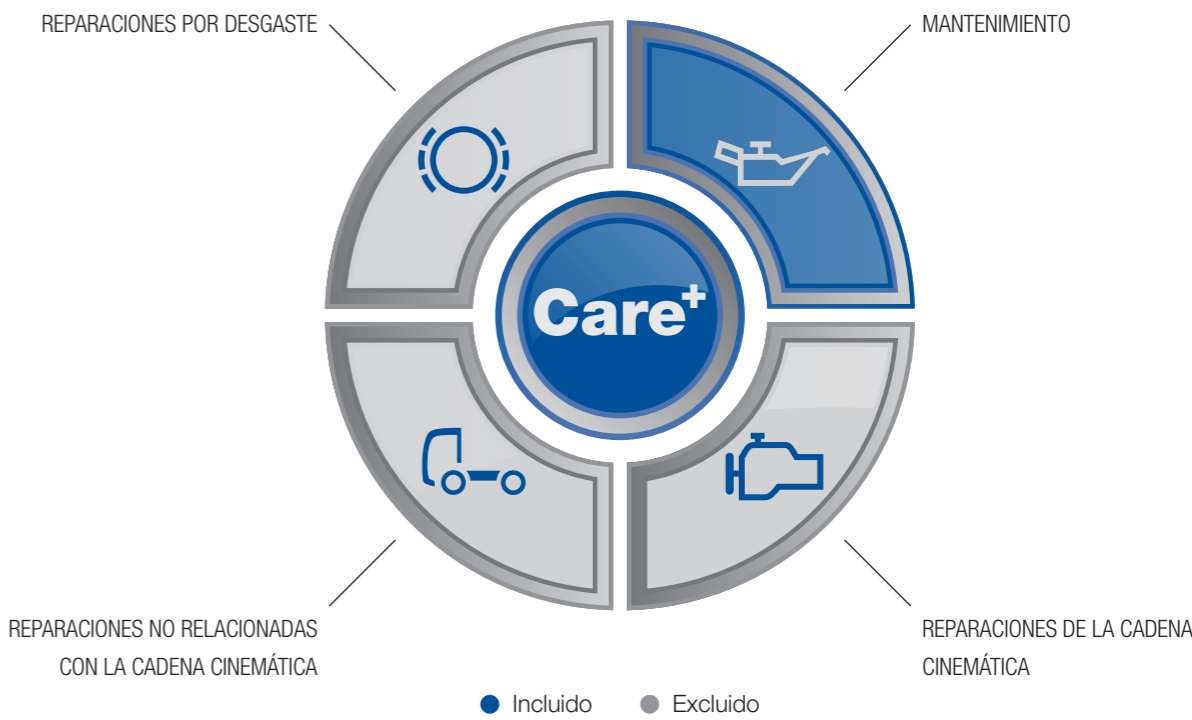 REPARACIONES POR DESGASTE
MANTENIMIENTO
Care+
REPARACIONES NO RELACIONADAS
CON LA CADENA CINEMÁTICA
REPARACIONES DE LA CADENA
CINEMÁTICA
Incluido
Excluido